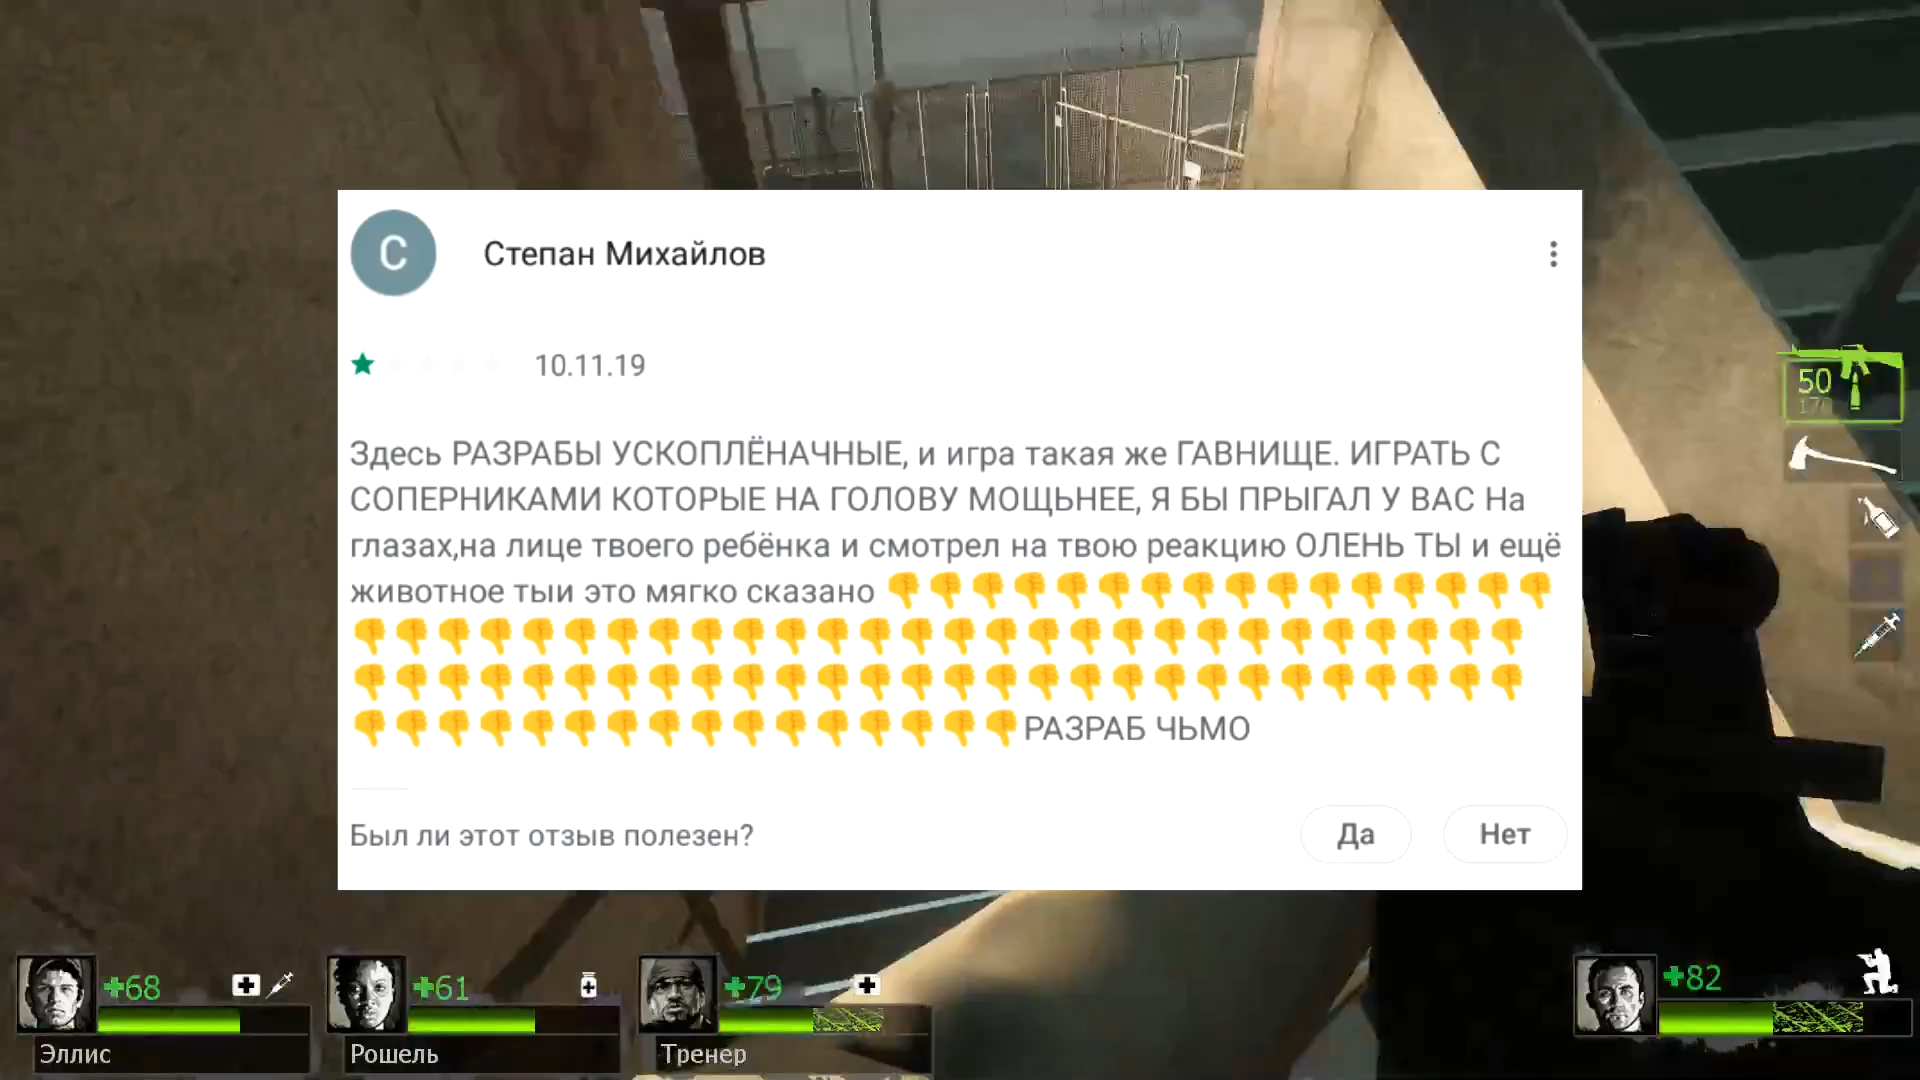 С
Степан Михайлов
10.11.19
Здесь РАЗРАБЫ УСКОПЛЁНАЧНЫЕ, и игра такая же ГАВНИЩЕ. ИГРАТЬ С
СОПЕРНИКАМИ КОТОРЫЕ НА ГОЛОВУ МОЩЬНЕЕ, Я БЫ ПРЫГАЛ У ВАС На
глазах,на лице твоего ребёнка и смотрел на твою реакцию ОЛЕНЬ ТЫ и ещё
животное тыи это мягко сказано 👎👎👎👎👎👎👎👎👎👎👎👎👎👎👎👎
👎👎👎👎👎👎👎👎👎👎👎👎👎👎👎👎👎👎👎👎👎👎👎👎👎👎👎👎
👎👎👎👎👎👎👎👎👎👎👎👎👎👎👎👎👎👎👎👎👎👎👎👎👎👎👎👎
👎👎👎👎👎👎👎👎👎👎👎👎👎👎👎👎РАЗРАБ ЧЬМО
Был ли этот отзыв полезен?
Да
Нет
50
170
+68
Эллис
+61
Рошель
+79
Тренер
+82